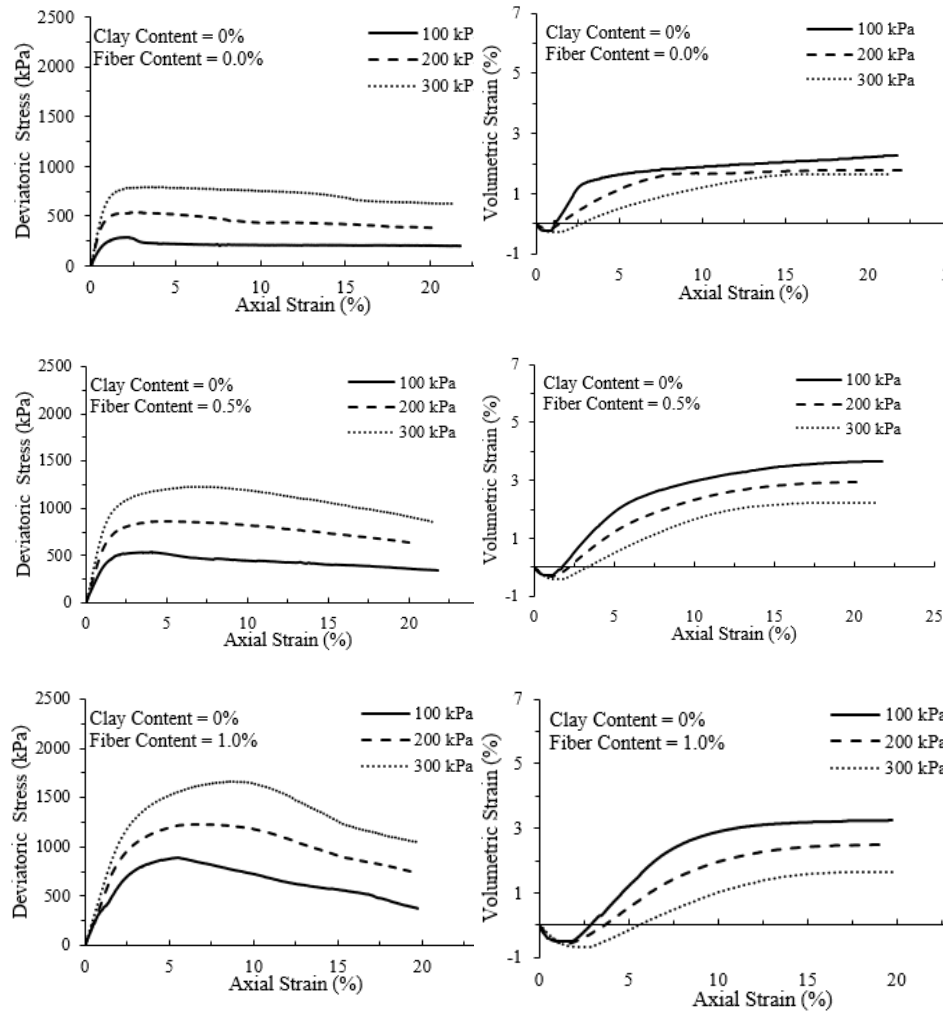 2500
2000
1500
1000
500
0
0
5
10
15
20
Deviatoric Stress (kPa)
Axial Strain (%)
Clay Content = 0%
Fiber Content = 0.0%
100 kP
200 kP
300 kP
7
5
3
1
-1
0
5
10
15
20
Volumetric Strain (%)
Axial Strain (%)
Clay Content = 0%
Fiber Content = 0.0%
100 kPa
200 kPa
300 kPa
2500
2000
1500
1000
500
0
0
5
10
15
20
Deviatoric Stress (kPa)
Axial Strain (%)
Clay Content = 0%
Fiber Content = 0.5%
100 kPa
200 kPa
300 kPa
7
5
3
1
-1
0
5
10
15
20
25
Volumetric Strain (%)
Axial Strain (%)
Clay Content = 0%
Fiber Content = 0.5%
100 kPa
200 kPa
300 kPa
2500
2000
1500
1000
500
0
0
5
10
15
20
Deviatoric Stress (kPa)
Axial Strain (%)
Clay Content = 0%
Fiber Content = 1.0%
100 kPa
200 kPa
300 kPa
7
5
3
1
-1
0
5
10
15
20
Volumetric Strain (%)
Axial Strain (%)
Clay Content = 0%
Fiber Content = 1.0%
100 kPa
200 kPa
300 kPa